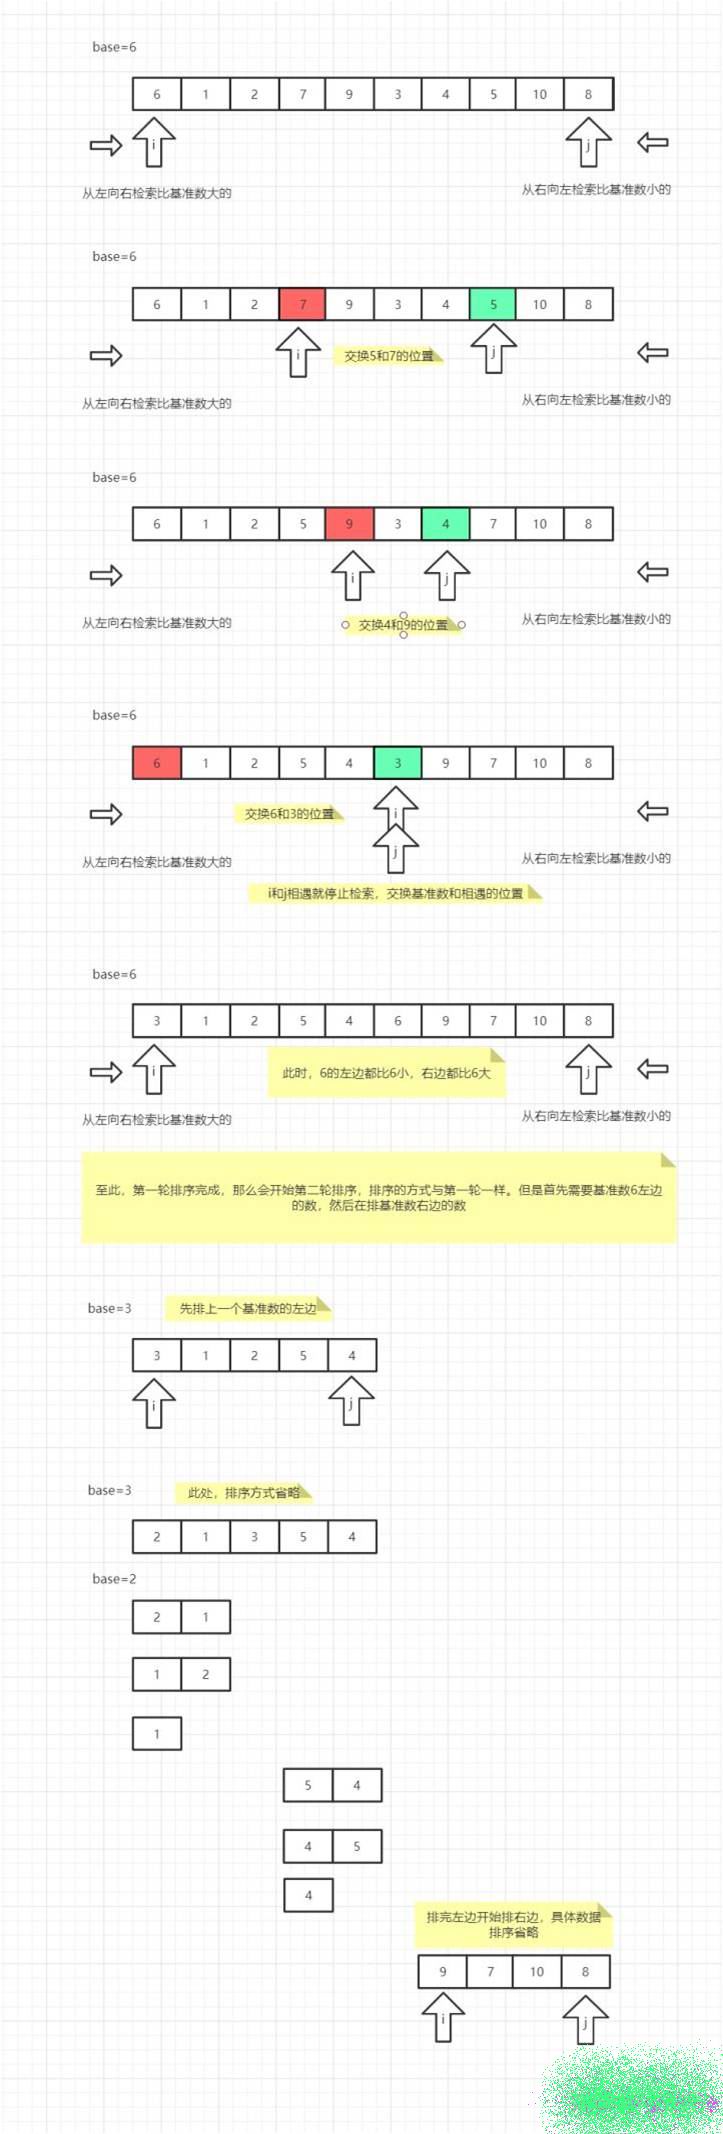 base=6
6 1 2 7 9 3 4 5 10 8
i j
从左向右检索比基准数大的 从右向左检索比基准数小的
base=6
6 1 2 7 9 3 4 5 10 8
i 交换5和7的位置 j
从左向右检索比基准数大的 从右向左检索比基准数小的
base=6
6 1 2 5 9 3 4 7 10 8
i j
从左向右检索比基准数大的 交换4和9的位置 从右向左检索比基准数小的
base=6
6 1 2 5 4 3 9 7 10 8
交换6和3的位置 i
j
从左向右检索比基准数大的 从右向左检索比基准数小的
i和j相遇就停止检索，交换基准数和相遇的位置
base=6
3 1 2 5 4 6 9 7 10 8
i 此时，6的左边都比6小，右边都比6大 j
从左向右检索比基准数大的 从右向左检索比基准数小的
至此，第一轮排序完成，那么会开始第二轮排序，排序的方式与第一轮一样。但是首先需要基准数6左边
的数，然后在排基准数右边的数
base=3 先排上一个基准数的左边
3 1 2 5 4
i j
base=3 此处，排序方式省略
2 1 3 5 4
base=2
2 1
1 2
1
5 4
4 5
4
排完左边开始排右边，具体数据
排序省略
9 7 10 8
i j